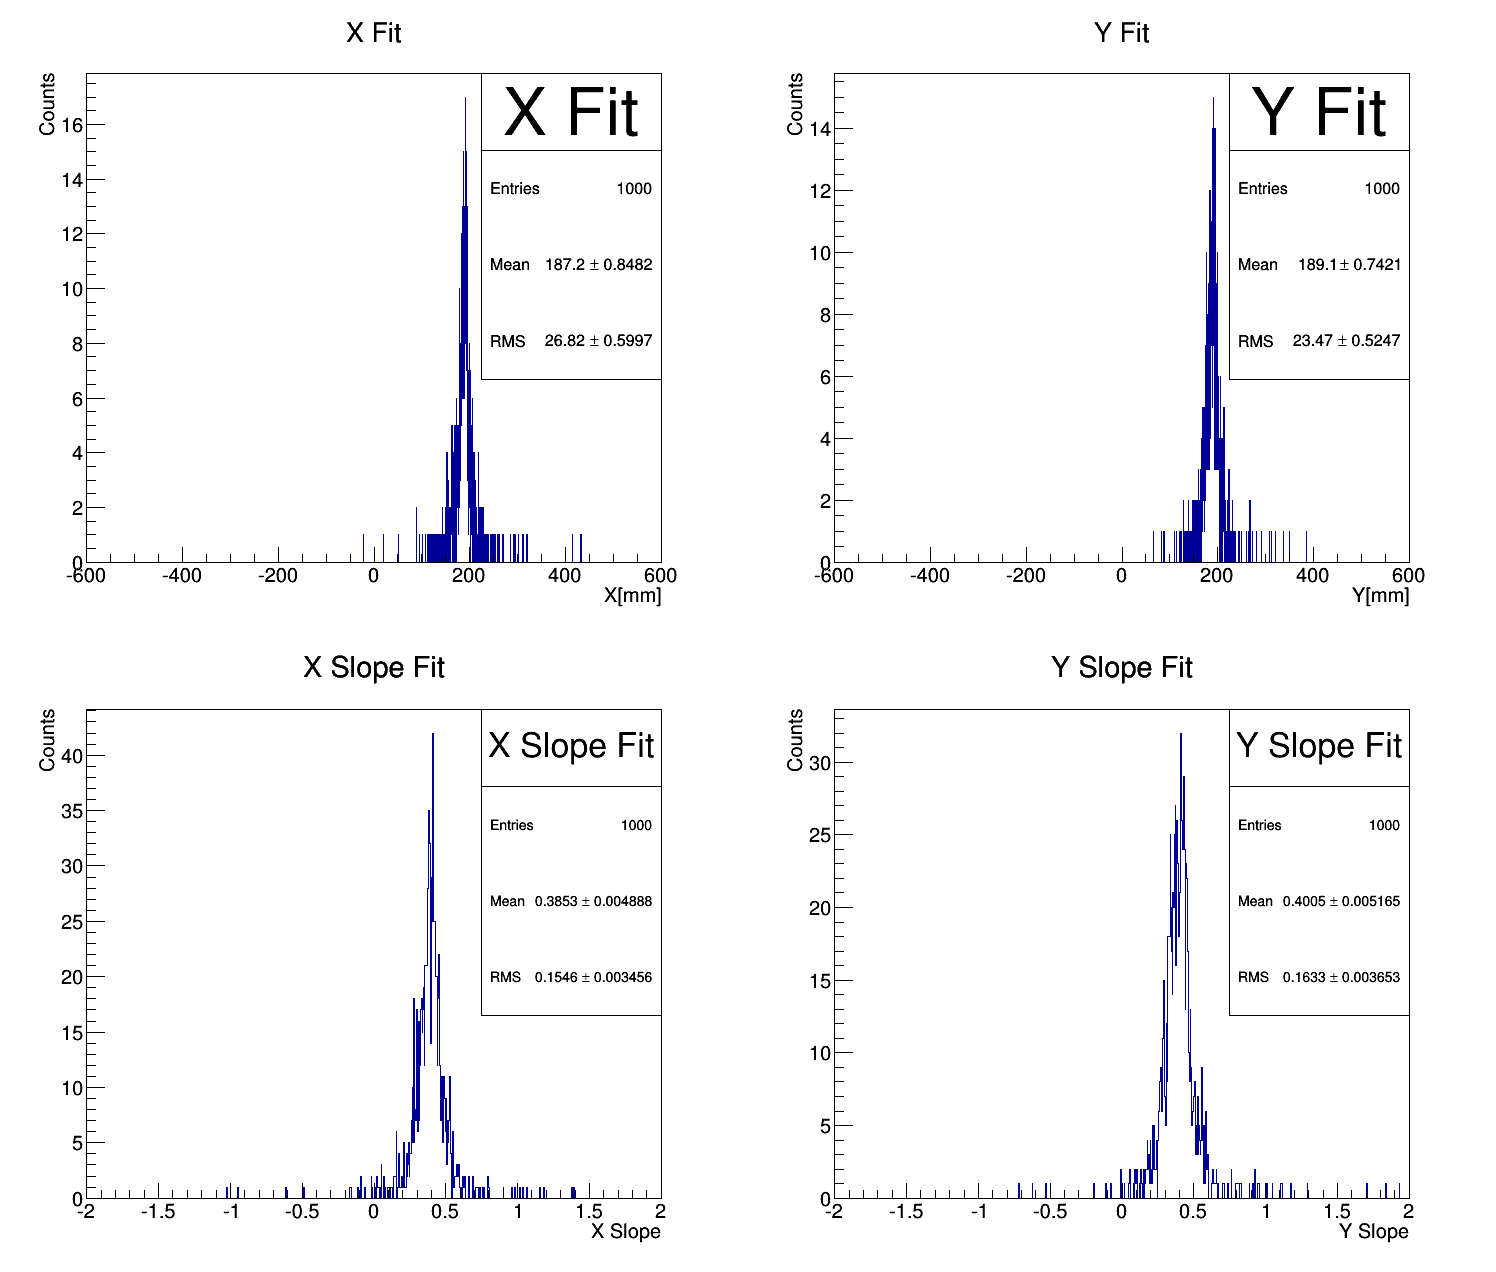 X Fit
Counts
16
14
12
10
8
6
4
2
0
-600 -400 -200 0 200 400 600
X[mm]
X Fit
Entries 1000
Mean 187.2 ± 0.8482
RMS 26.82 ± 0.5997
Y Fit
Counts
14
12
10
8
6
4
2
0
-600 -400 -200 0 200 400 600
Y[mm]
Y Fit
Entries 1000
Mean 189.1 ± 0.7421
RMS 23.47 ± 0.5247
X Slope Fit
Counts
40
35
30
25
20
15
10
5
0
-2 -1.5 -1 -0.5 0 0.5 1 1.5 2
X Slope
X Slope Fit
Entries 1000
Mean 0.3853 ± 0.004888
RMS 0.1546 ± 0.003456
Y Slope Fit
Counts
30
25
20
15
10
5
0
-2 -1.5 -1 -0.5 0 0.5 1 1.5 2
Y Slope
Y Slope Fit
Entries 1000
Mean 0.4005 ± 0.005165
RMS 0.1633 ± 0.003653